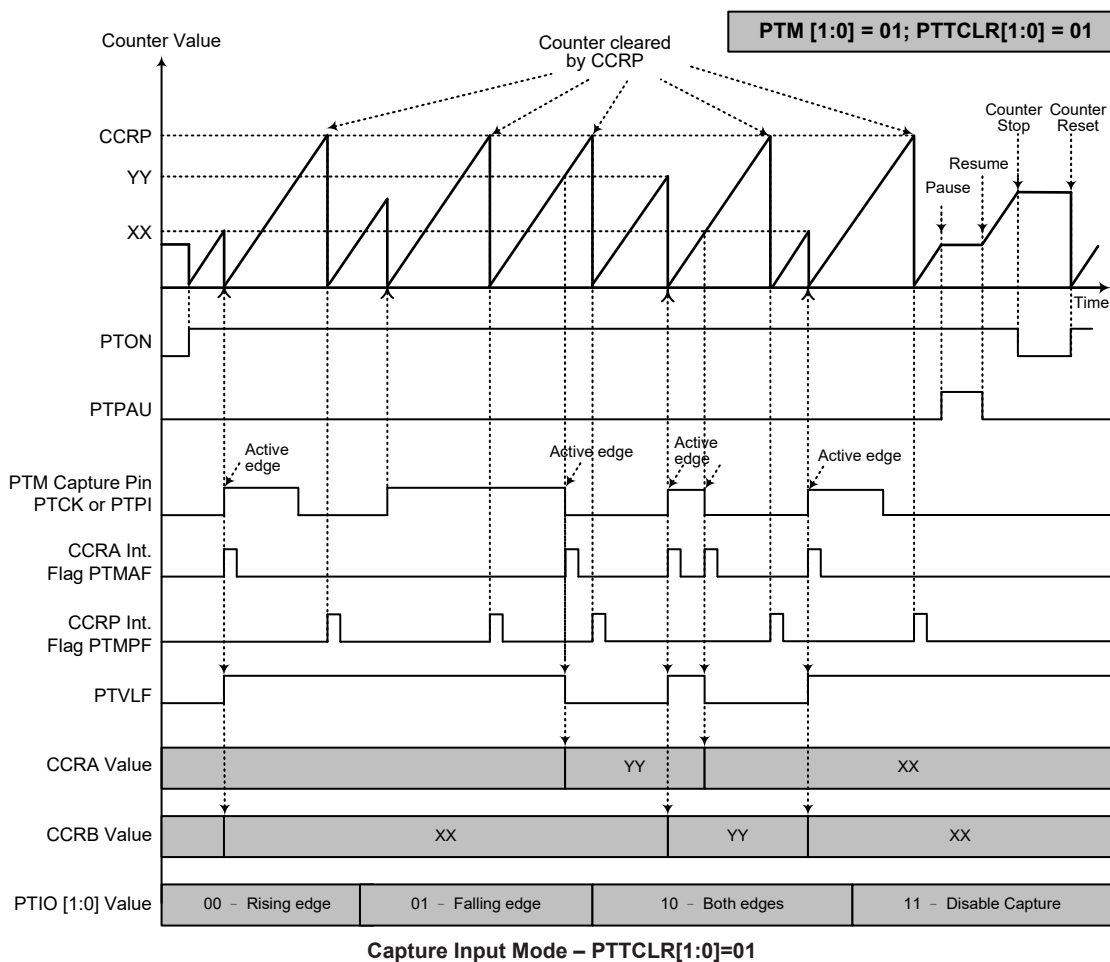 PTM [1:0] = 01; PTTCLR[1:0] = 01
Counter Value
Counter cleared
by CCRP
Counter
Stop
Counter
Reset
CCRP
YY
XX
Pause
Resume
Time
PTON
PTPAU
Active
edge
Active edge
Active
edge
Active edge
PTM Capture Pin
PTCK or PTPI
CCRA Int.
Flag PTMAF
CCRP Int.
Flag PTMPF
PTVLF
CCRA Value
YY
XX
CCRB Value
XX
YY
XX
PTIO [1:0] Value
00 – Rising edge
01 – Falling edge
10 – Both edges
11 – Disable Capture
Capture Input Mode – PTTCLR[1:0]=01